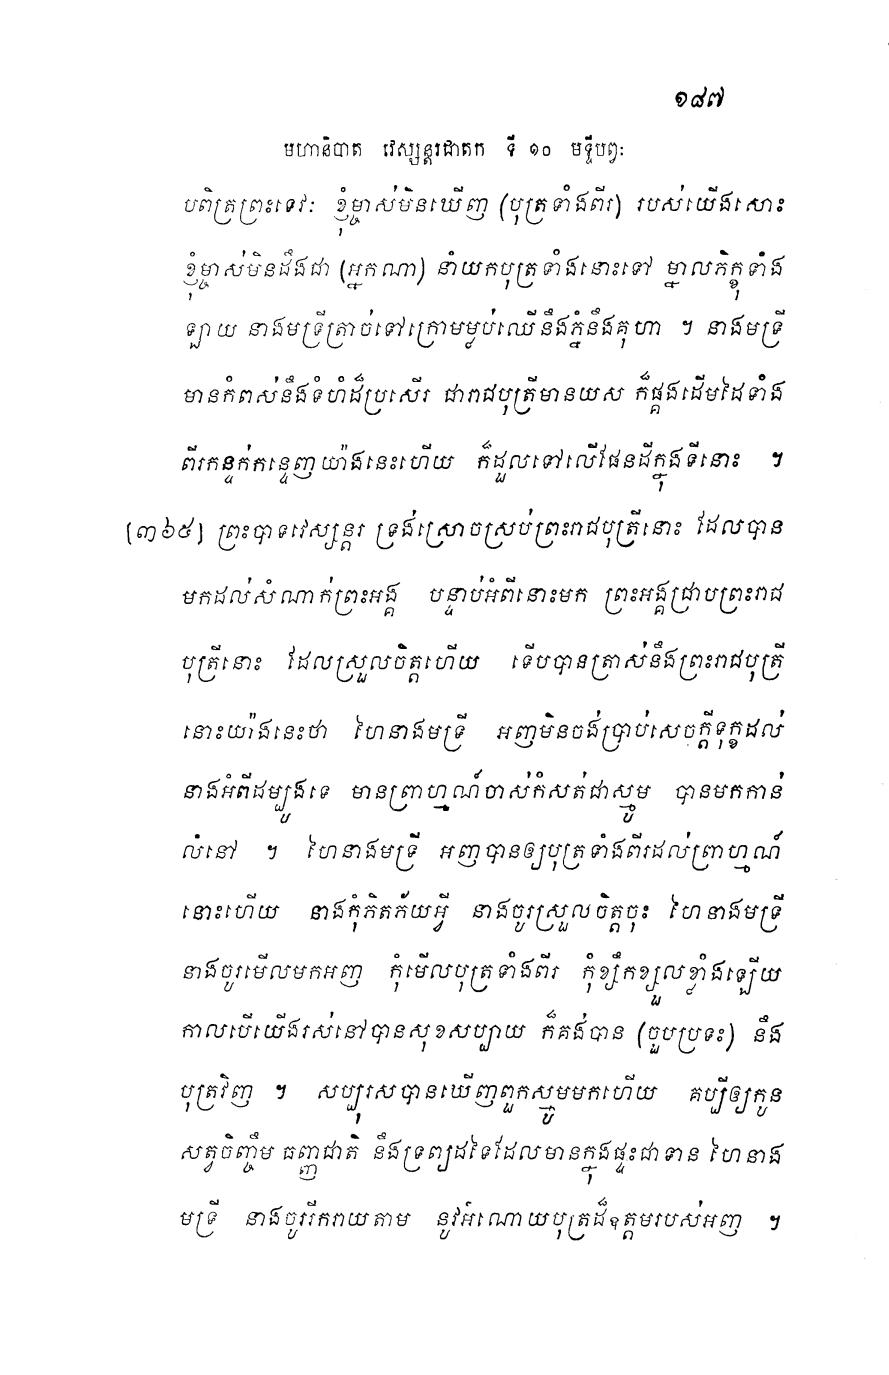 ១៨៧
មហានិបាត វេស្សន្តរជាតក ទី ១០ មទ្ទីបព្វៈ
បពិត្រព្រះទេវៈ ខ្ញុំម្ចាស់មិនឃើញ (បុត្រទាំងពីរ) របស់យើងសោះ
ខ្ញុំម្ចាស់មិនដឹងជា (អ្នកណា) នាំយកបុត្រទាំងនោះទៅ ម្នាលភិក្ខុទាំង
ឡាយ នាងមទ្រីត្រាច់ទៅក្រោមម្លប់ឈើនឹងភ្នំនឹងគុហា ។ នាងមទ្រី
មានកំពស់នឹងទំហំដ៏ប្រសើរ ជារាជបុត្រីមានយស ក៏ផ្គងដើមដៃទាំង
ពីរកន្ទក់កន្ទេញយ៉ាងនេះហើយ ក៏ដួលទៅលើផែនដីក្នុងទីនោះ ។
[៣៦៥] ព្រះបាទវេស្សន្តរ ទ្រង់ស្រោចស្រប់ព្រះរាជបុត្រីនោះ ដែលបាន
មកដល់សំណាក់ព្រះអង្គ បន្ទាប់អំពីនោះមក ព្រះអង្គជ្រាបព្រះរាជ
បុត្រីនោះ ដែលស្រួលចិត្តហើយ ទើបបានត្រាស់នឹងព្រះរាជបុត្រី
នោះយ៉ាងនេះថា ហៃនាងមទ្រី អញមិនចង់ប្រាប់សេចក្តីទុក្ខដល់
នាងអំពីដម្បូងទេ មានព្រាហ្មណ៍ចាស់កំសត់ជាស្មូម បានមកកាន់
លំនៅ ។ ហៃនាងមទ្រី អញបានឲ្យបុត្រទាំងពីរដល់ព្រាហ្មណ៍
នោះហើយ នាងកុំភិតភ័យអ្វី នាងចូរស្រួលចិត្តចុះ ហៃនាងមទ្រី
នាងចូរមើលមកអញ កុំមើលបុត្រទាំងពីរ កុំខ្សឹកខ្សួលខ្លាំងឡើយ
កាលបើយើងរស់នៅបានសុខសប្បាយ ក៏គង់បាន (ចួបប្រទះ) នឹង
បុត្រវិញ ។ សប្បុរសបានឃើញពួកស្មូមមកហើយ គប្បីឲ្យកូន
សត្វចិញ្ចឹម ធញ្ញជាតិ នឹងទ្រព្យដទៃដែលមានក្នុងផ្ទះជាទាន ហៃនាង
មទ្រី នាងចូររីករាយតាម នូវអំណោយបុត្រដ៏ឧត្តមរបស់អញ ។